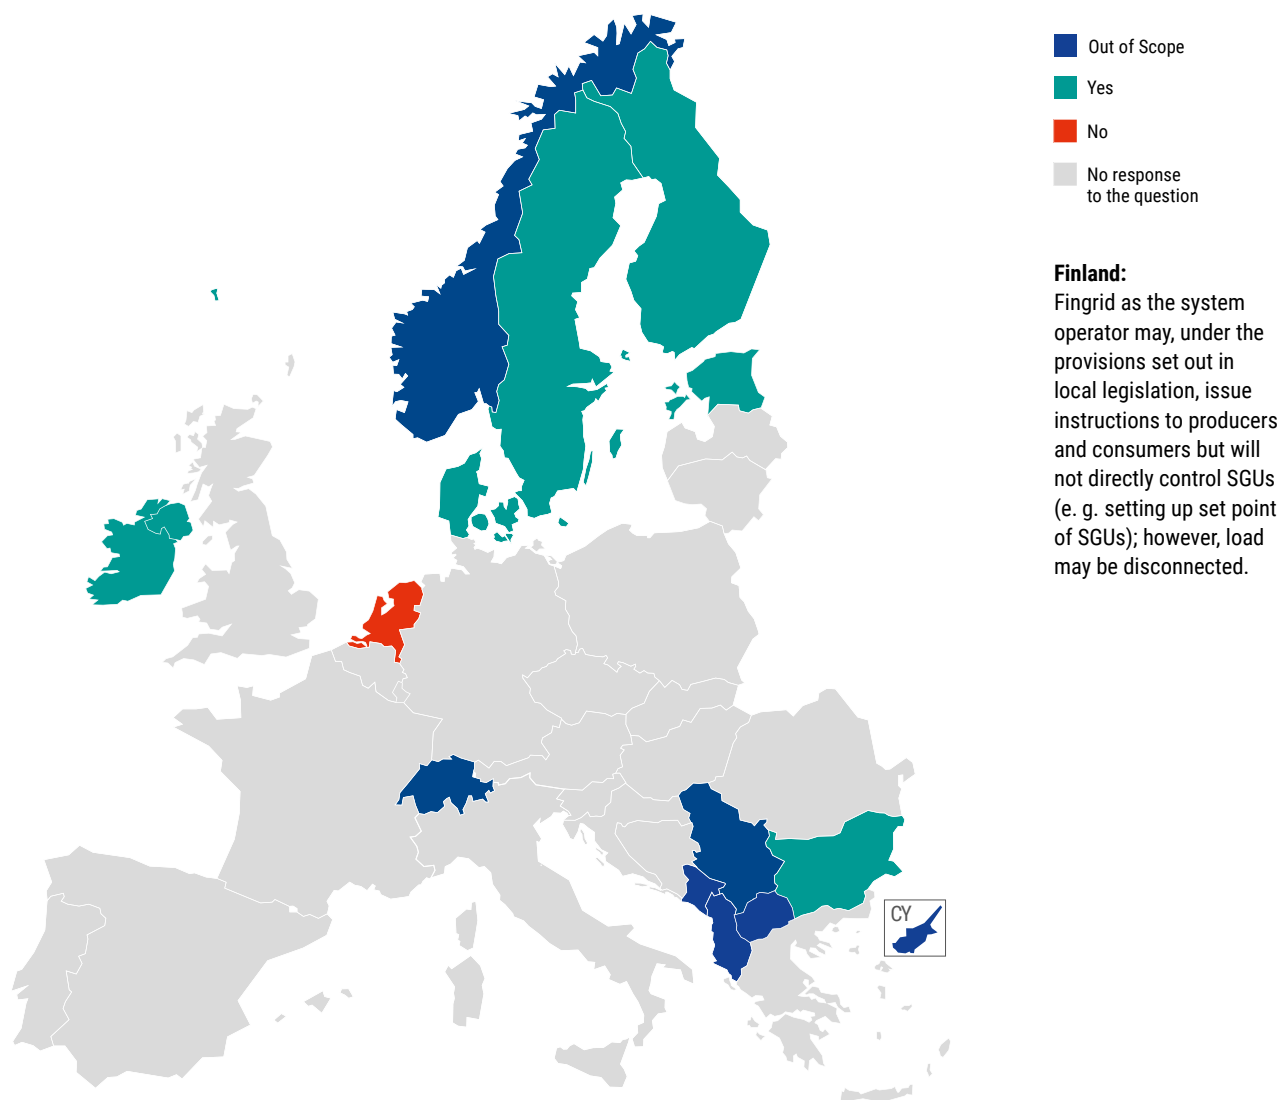 Out of Scope
Yes
No
No response
to the question
Finland:
Fingrid as the system
operator may, under the
provisions set out in
local legislation, issue
instructions to producers
and consumers but will
not directly control SGUs
(e. g. setting up set point
of SGUs); however, load
may be disconnected.
CY